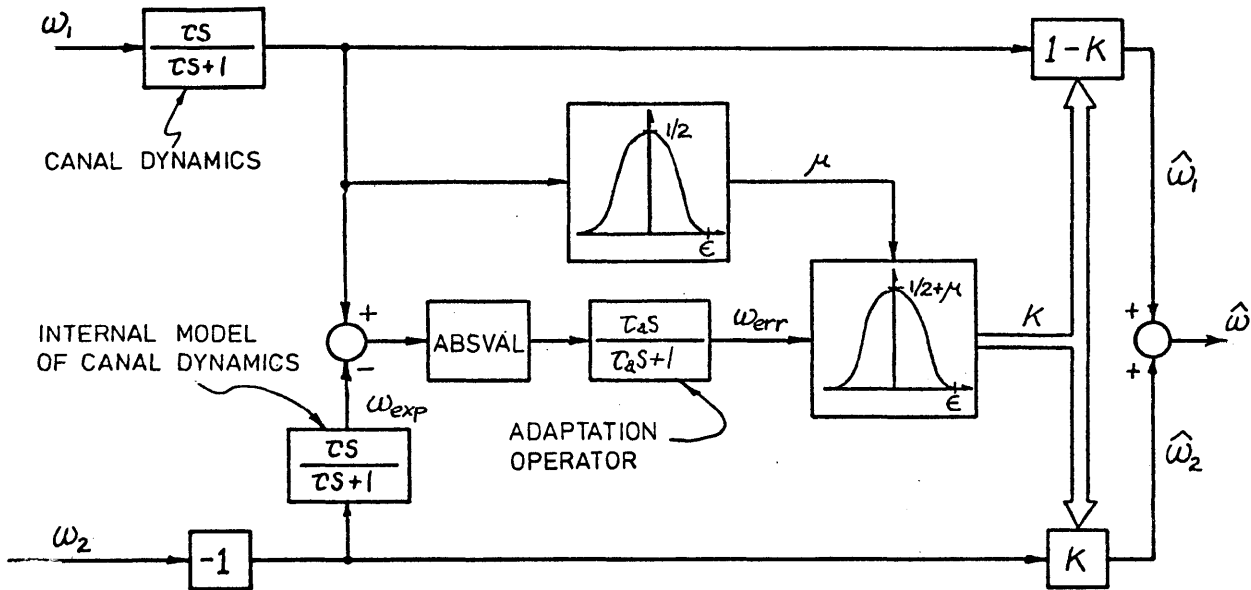 ω₁
τS
τS+1
1-K
CANAL DYNAMICS
1/2
ϵ
μ
ω̂₁
1/2+μ
ϵ
K
INTERNAL MODEL
OF CANAL DYNAMICS
+
−
ABSVAL
τₐS
τₐS+1
ωerr
+
+
ω̂
ωexp
ADAPTATION
OPERATOR
τS
τS+1
ω̂₂
ω₂
-1
K